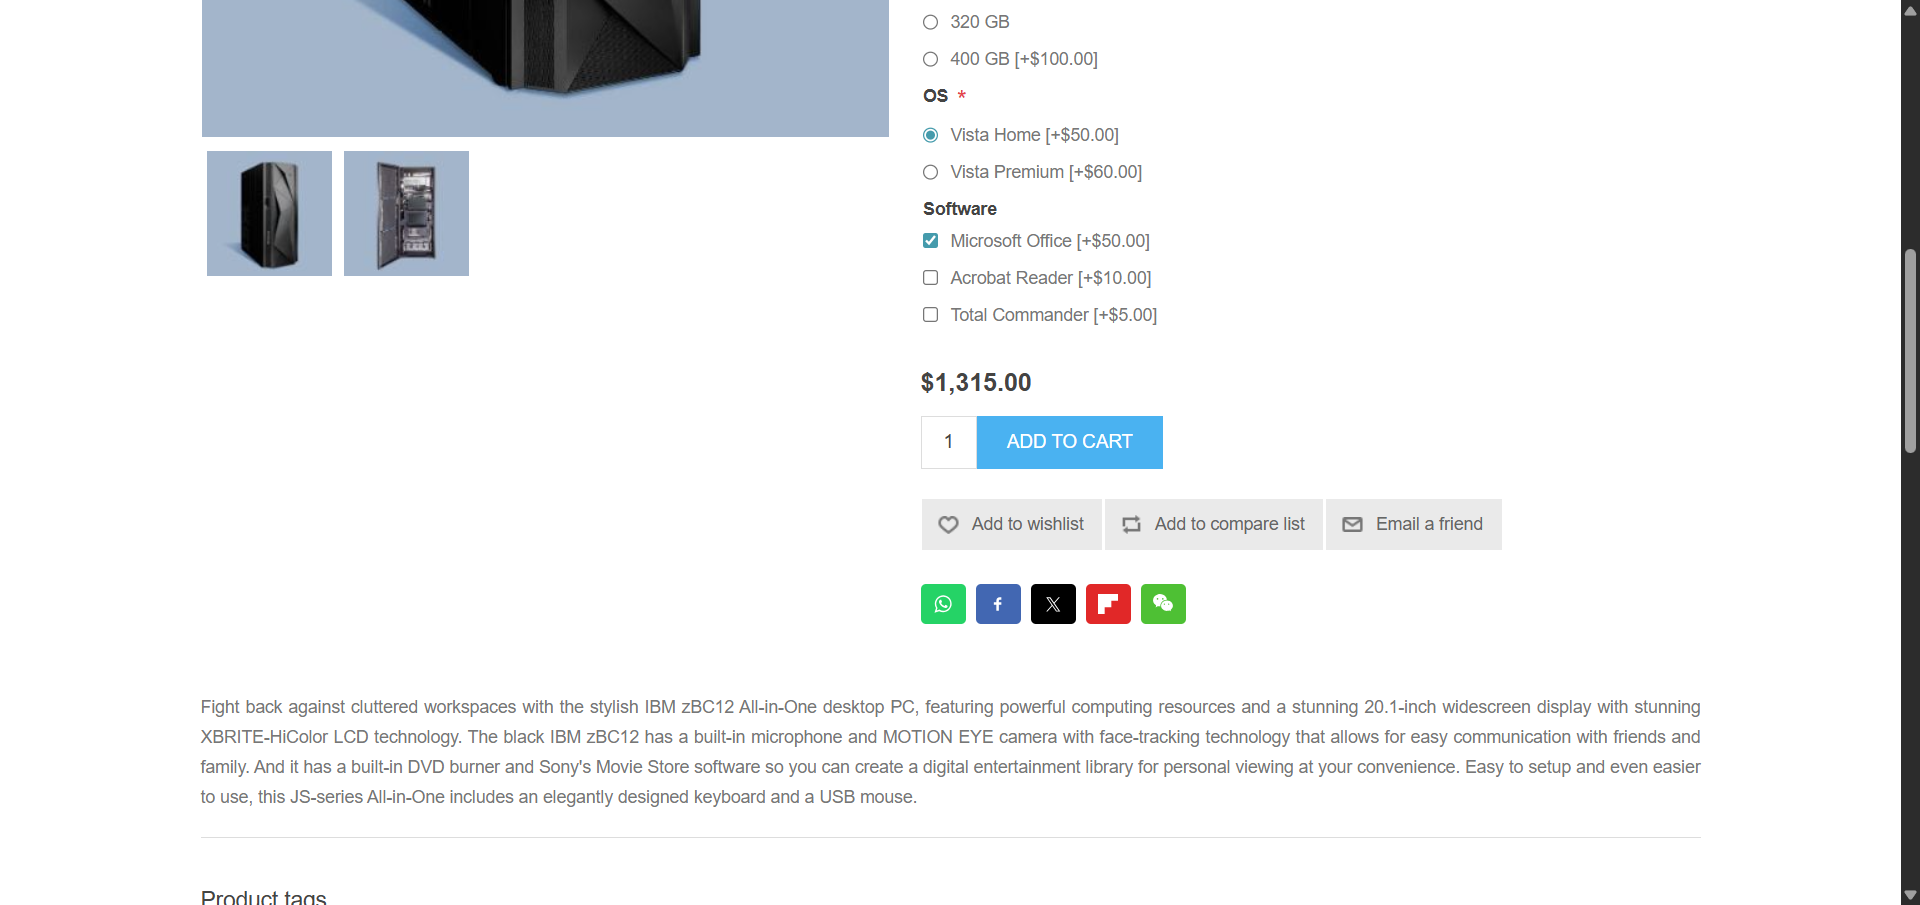 320 GB
400 GB [+$100.00]
OS *
Vista Home [+$50.00]
Vista Premium [+$60.00]
Software
Microsoft Office [+$50.00]
Acrobat Reader [+$10.00]
Total Commander [+$5.00]
$1,315.00
1 ADD TO CART
Add to wishlist Add to compare list Email a friend
Fight back against cluttered workspaces with the stylish IBM zBC12 All-in-One desktop PC, featuring powerful computing resources and a stunning 20.1-inch widescreen display with stunning
XBRITE-HiColor LCD technology. The black IBM zBC12 has a built-in microphone and MOTION EYE camera with face-tracking technology that allows for easy communication with friends and
family. And it has a built-in DVD burner and Sony's Movie Store software so you can create a digital entertainment library for personal viewing at your convenience. Easy to setup and even easier
to use, this JS-series All-in-One includes an elegantly designed keyboard and a USB mouse.
Product tags